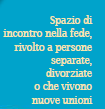 Spazio di
incontro nella fede,
rivolto a persone
separate,
divorziate
o che vivono
nuove unioni